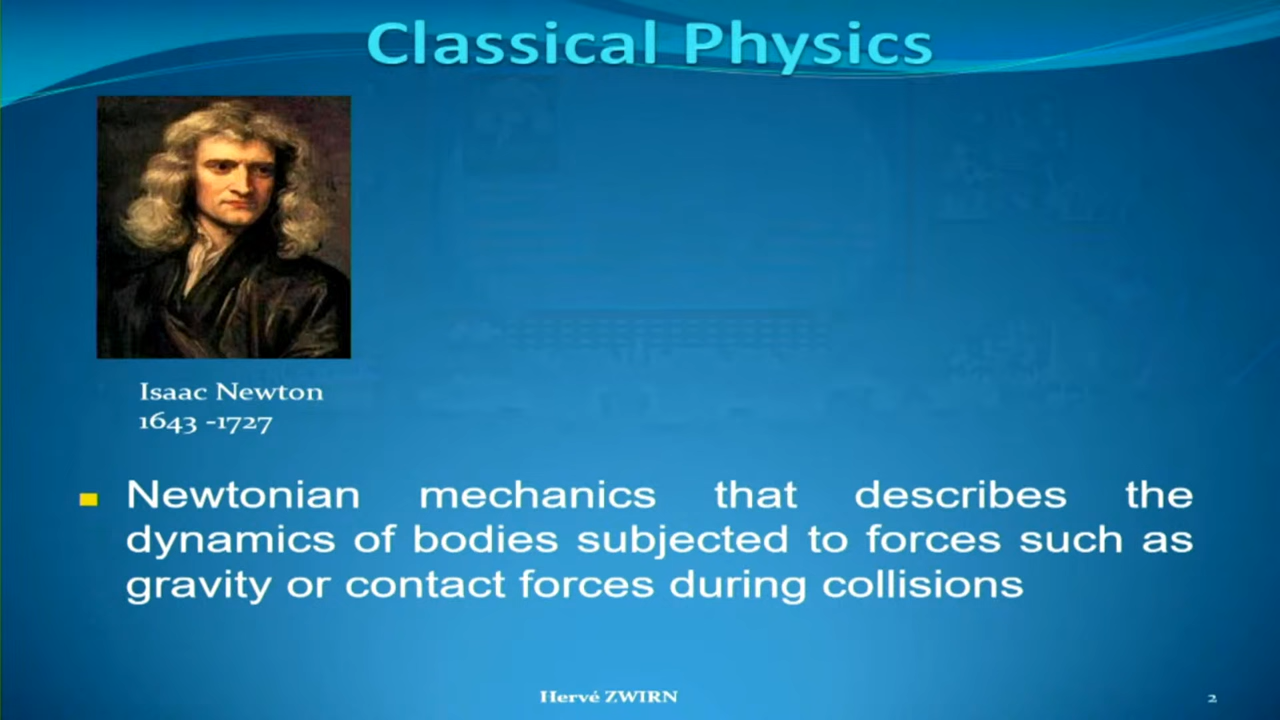 Classical Physics
Isaac Newton
1643 -1727
Newtonian mechanics that describes the
dynamics of bodies subjected to forces such as
gravity or contact forces during collisions
Hervé ZWIRN
2